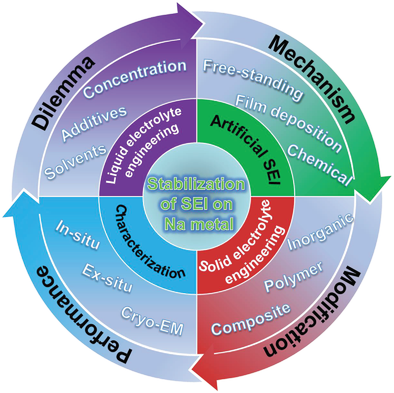 Dilemma
Concentration
Additives
Solvents
Liquid electrolyte
engineering
Mechanism
Free-standing
Film deposition
Chemical
Artificial SEI
Stabilization
of SEI on
Na metal
Characterization
In-situ
Ex-situ
Cryo-EM
Performance
Solid electrolyte
engineering
Inorganic
Polymer
Composite
Modification